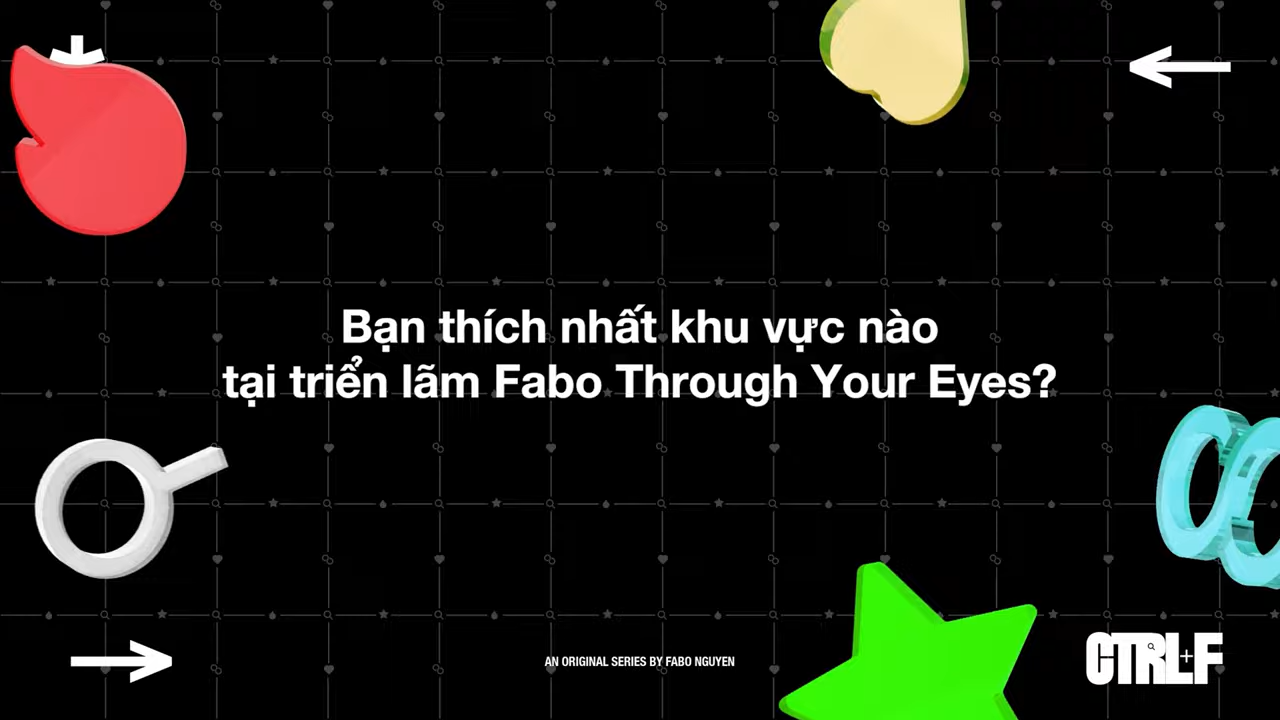 Bạn thích nhất khu vực nào
tại triển lãm Fabo Through Your Eyes?
AN ORIGINAL SERIES BY FABO NGUYEN
CTRL+F